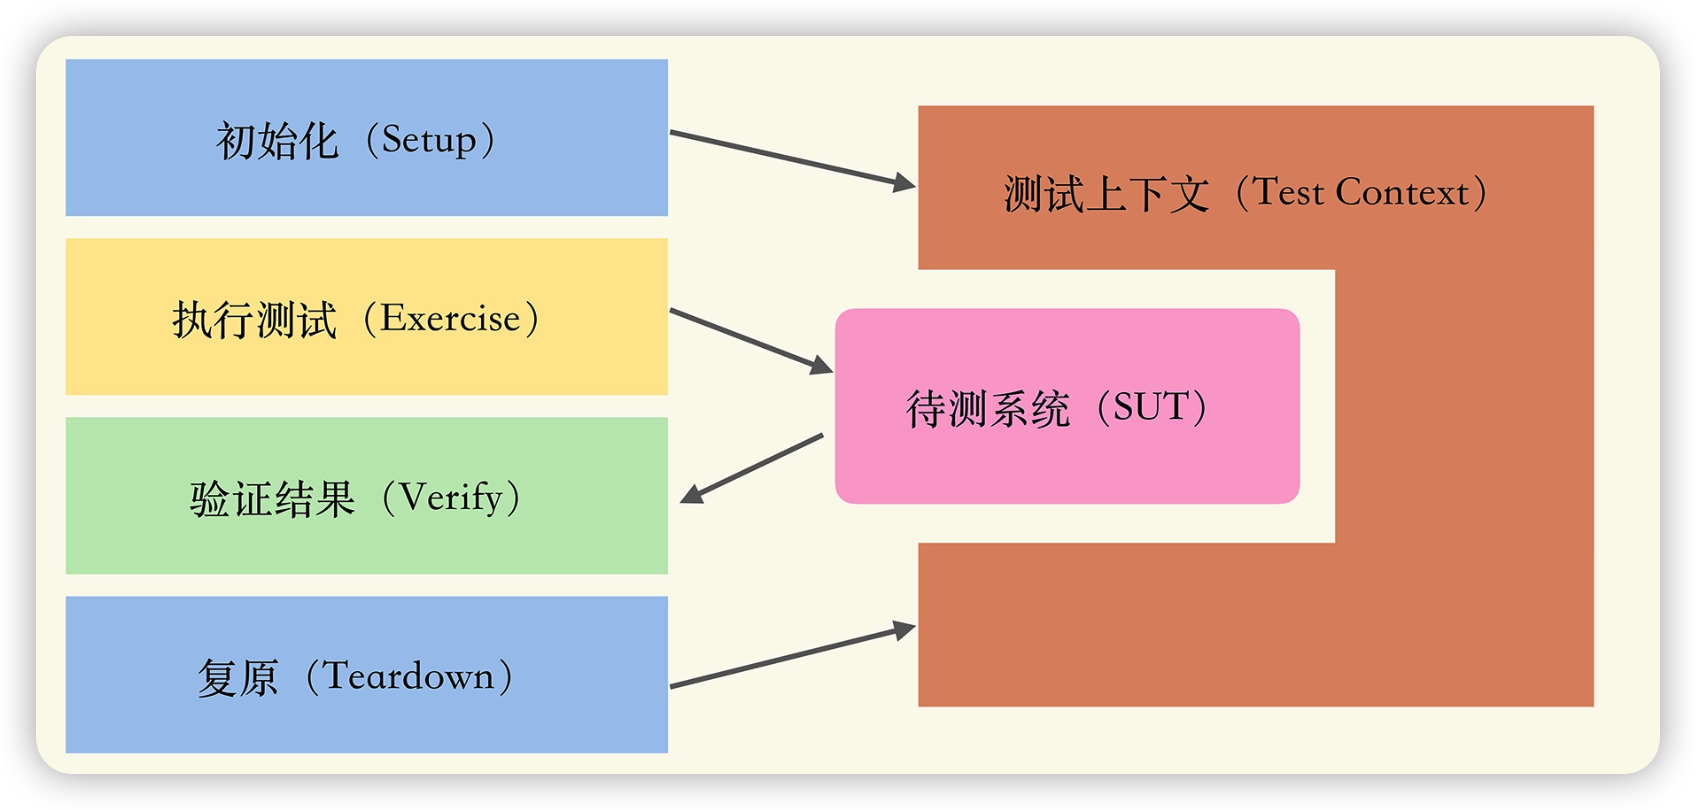 初始化（Setup）
测试上下文（Test Context）
执行测试（Exercise）
待测系统（SUT）
验证结果（Verify）
复原（Teardown）